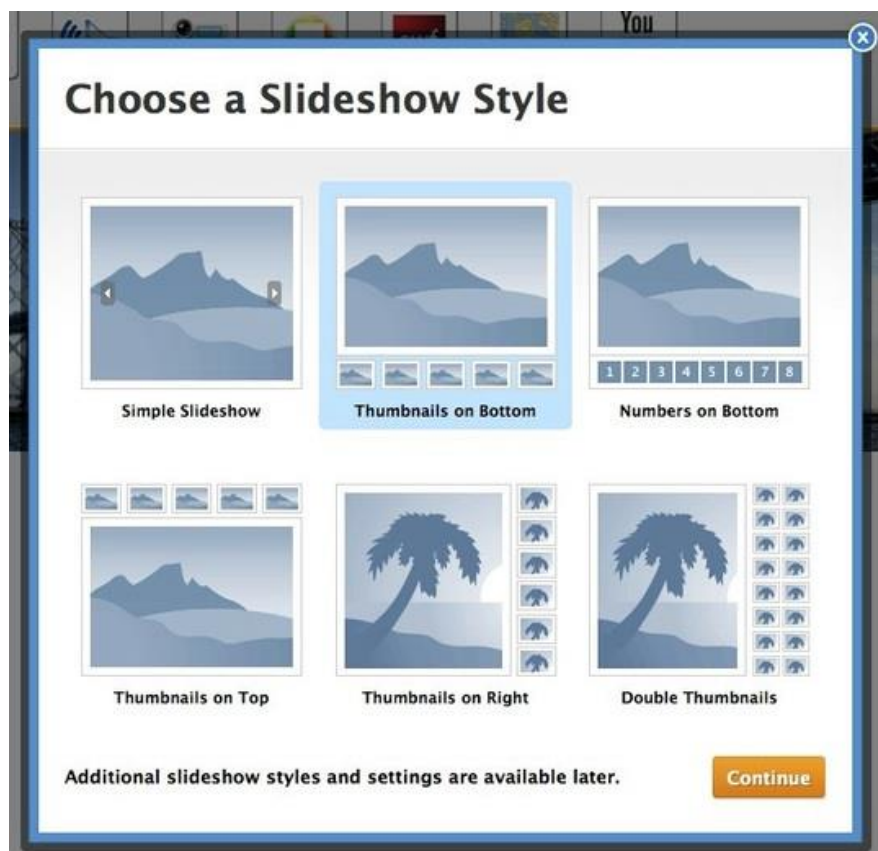 You
Choose a Slideshow Style
Simple Slideshow
Thumbnails on Bottom
1 2 3 4 5 6 7 8
Numbers on Bottom
Thumbnails on Top
Thumbnails on Right
Double Thumbnails
Additional slideshow styles and settings are available later.
Continue